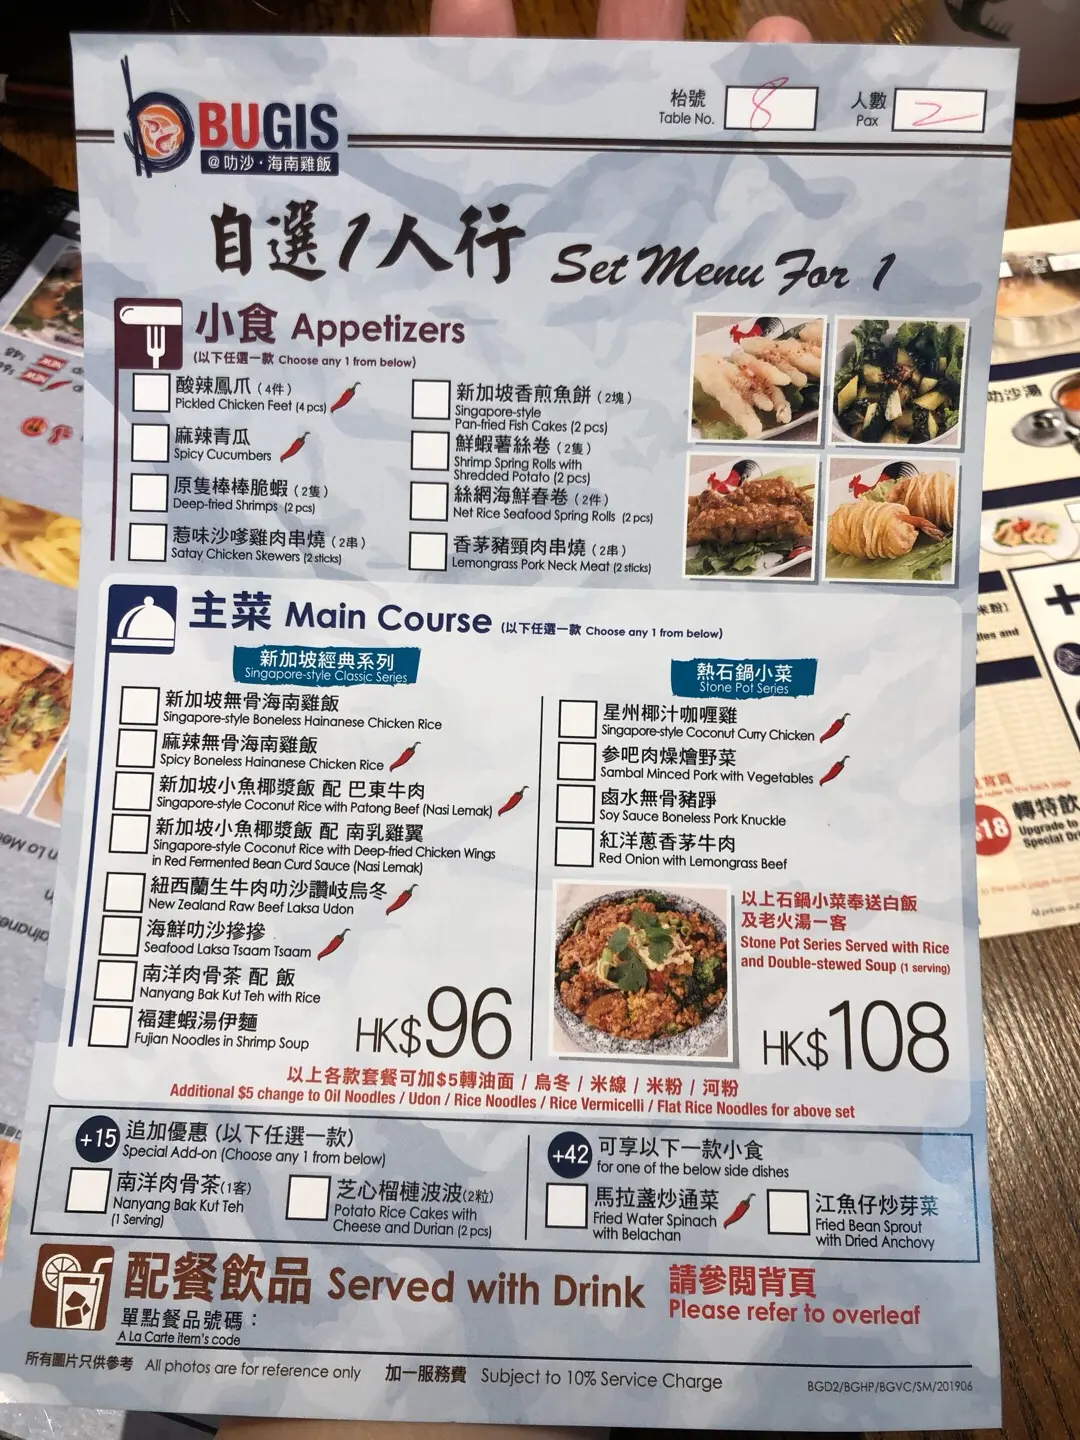 BUGIS
@叻沙·海南雞飯
枱號
Table No.
8
人數
Pax
2
自選1人行 Set Menu For 1
小食 Appetizers
(以下任選一款 Choose any 1 from below)
酸辣鳳爪 (4件)
Pickled Chicken Feet (4 pcs)
麻辣青瓜
Spicy Cucumbers
原隻棒棒脆蝦 (2隻)
Deep-fried Shrimps (2 pcs)
惹味沙嗲雞肉串燒 (2串)
Satay Chicken Skewers (2 sticks)
新加坡香煎魚餅 (2塊)
Singapore-style
Pan-fried Fish Cakes (2 pcs)
鮮蝦薯絲卷 (2隻)
Shrimp Spring Rolls with
Shredded Potato (2 pcs)
絲網海鮮春卷 (2件)
Net Rice Seafood Spring Rolls (2 pcs)
香茅豬頸肉串燒 (2串)
Lemongrass Pork Neck Meat (2 sticks)
主菜 Main Course (以下任選一款 Choose any 1 from below)
新加坡經典系列
Singapore-style Classic Series
新加坡無骨海南雞飯
Singapore-style Boneless Hainanese Chicken Rice
麻辣無骨海南雞飯
Spicy Boneless Hainanese Chicken Rice
新加坡小魚椰漿飯 配 巴東牛肉
Singapore-style Coconut Rice with Patong Beef (Nasi Lemak)
新加坡小魚椰漿飯 配 南乳雞翼
Singapore-style Coconut Rice with Deep-fried Chicken Wings
in Red Fermented Bean Curd Sauce (Nasi Lemak)
紐西蘭生牛肉叻沙讚岐烏冬
New Zealand Raw Beef Laksa Udon
海鮮叻沙摻摻
Seafood Laksa Tsaam Tsaam
南洋肉骨茶 配 飯
Nanyang Bak Kut Teh with Rice
福建蝦湯伊麵
Fujian Noodles in Shrimp Soup
HK$96
熱石鍋小菜
Stone Pot Series
星州椰汁咖喱雞
Singapore-style Coconut Curry Chicken
参吧肉燥燴野菜
Sambal Minced Pork with Vegetables
鹵水無骨豬踭
Soy Sauce Boneless Pork Knuckle
紅洋蔥香茅牛肉
Red Onion with Lemongrass Beef
以上石鍋小菜奉送白飯
及老火湯一客
Stone Pot Series Served with Rice
and Double-stewed Soup (1 serving)
HK$108
以上各款套餐可加$5轉油面 / 烏冬 / 米線 / 米粉 / 河粉
Additional $5 change to Oil Noodles / Udon / Rice Noodles / Rice Vermicelli / Flat Rice Noodles for above set
+15 追加優惠 (以下任選一款)
Special Add-on (Choose any 1 from below)
南洋肉骨茶(1客)
Nanyang Bak Kut Teh
(1 Serving)
芝心榴槤波波(2粒)
Potato Rice Cakes with
Cheese and Durian (2 pcs)
+42 可享以下一款小食
for one of the below side dishes
馬拉盞炒通菜
Fried Water Spinach
with Belachan
江魚仔炒芽菜
Fried Bean Sprout
with Dried Anchovy
配餐飲品 Served with Drink
請參閱背頁
Please refer to overleaf
單點餐品號碼：
A La Carte item's code
所有圖片只供參考 All photos are for reference only 加一服務費 Subject to 10% Service Charge
BGD2/BGHP/BGVC/SM/201906
叻沙湯
米粉)
背頁
$18
轉特飲
Upgrade to
Special Dr